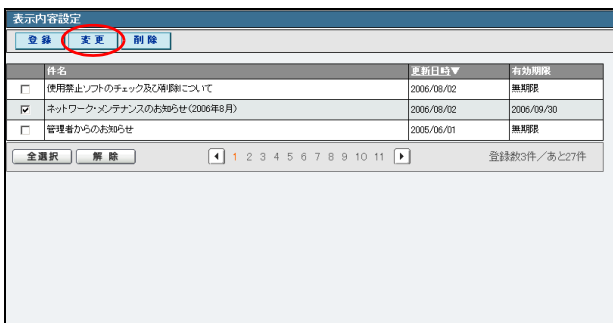 表示内容設定
登録 変更 削除
件名 更新日時▼ 有効期限
使用禁止ソフトのチェック及び削除について 2006/08/02 無期限
ネットワーク・メンテナンスのお知らせ(2006年8月) 2006/08/02 2006/09/30
管理者からのお知らせ 2005/06/01 無期限
全選択 解除 1 2 3 4 5 6 7 8 9 10 11 登録数3件／あと27件